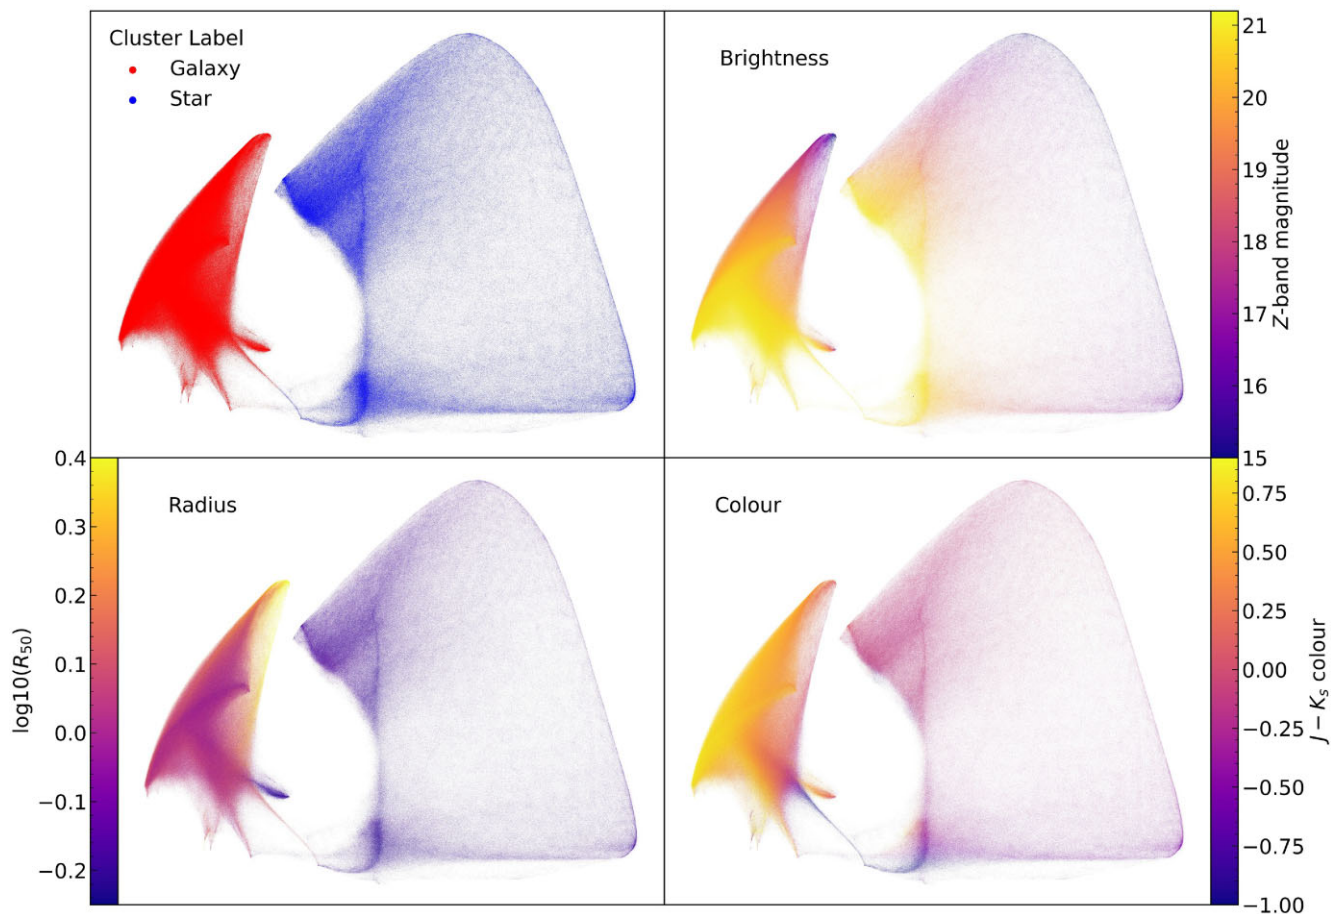 Cluster Label
Galaxy
Star
Brightness
21
20
19
18
17
16
15
Z-band magnitude
Radius
0.4
0.3
0.2
0.1
0.0
−0.1
−0.2
log10(R₅₀)
Colour
0.75
0.50
0.25
0.00
−0.25
−0.50
−0.75
−1.00
J − Kₛ colour